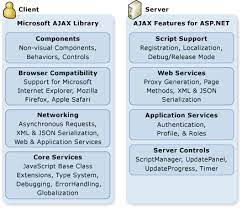 Client
Microsoft AJAX Library
Components
Non-visual Components,
Behaviors, Controls
Browser Compatibility
Support for Microsoft
Internet Explorer, Mozilla
Firefox, Apple Safari
Networking
Asynchronous Requests,
XML & JSON Serialization,
Web & Application Services
Core Services
JavaScript Base Class
Extensions, Type System,
Debugging, ErrorHandling,
Globalization
Server
AJAX Features for ASP.NET
Script Support
Registration, Localization,
Debug/Release Mode
Web Services
Proxy Generation, Page
Methods, XML & JSON
Serialization
Application Services
Authentication,
Profile, & Roles
Server Controls
ScriptManager, UpdatePanel,
UpdateProgress, Timer